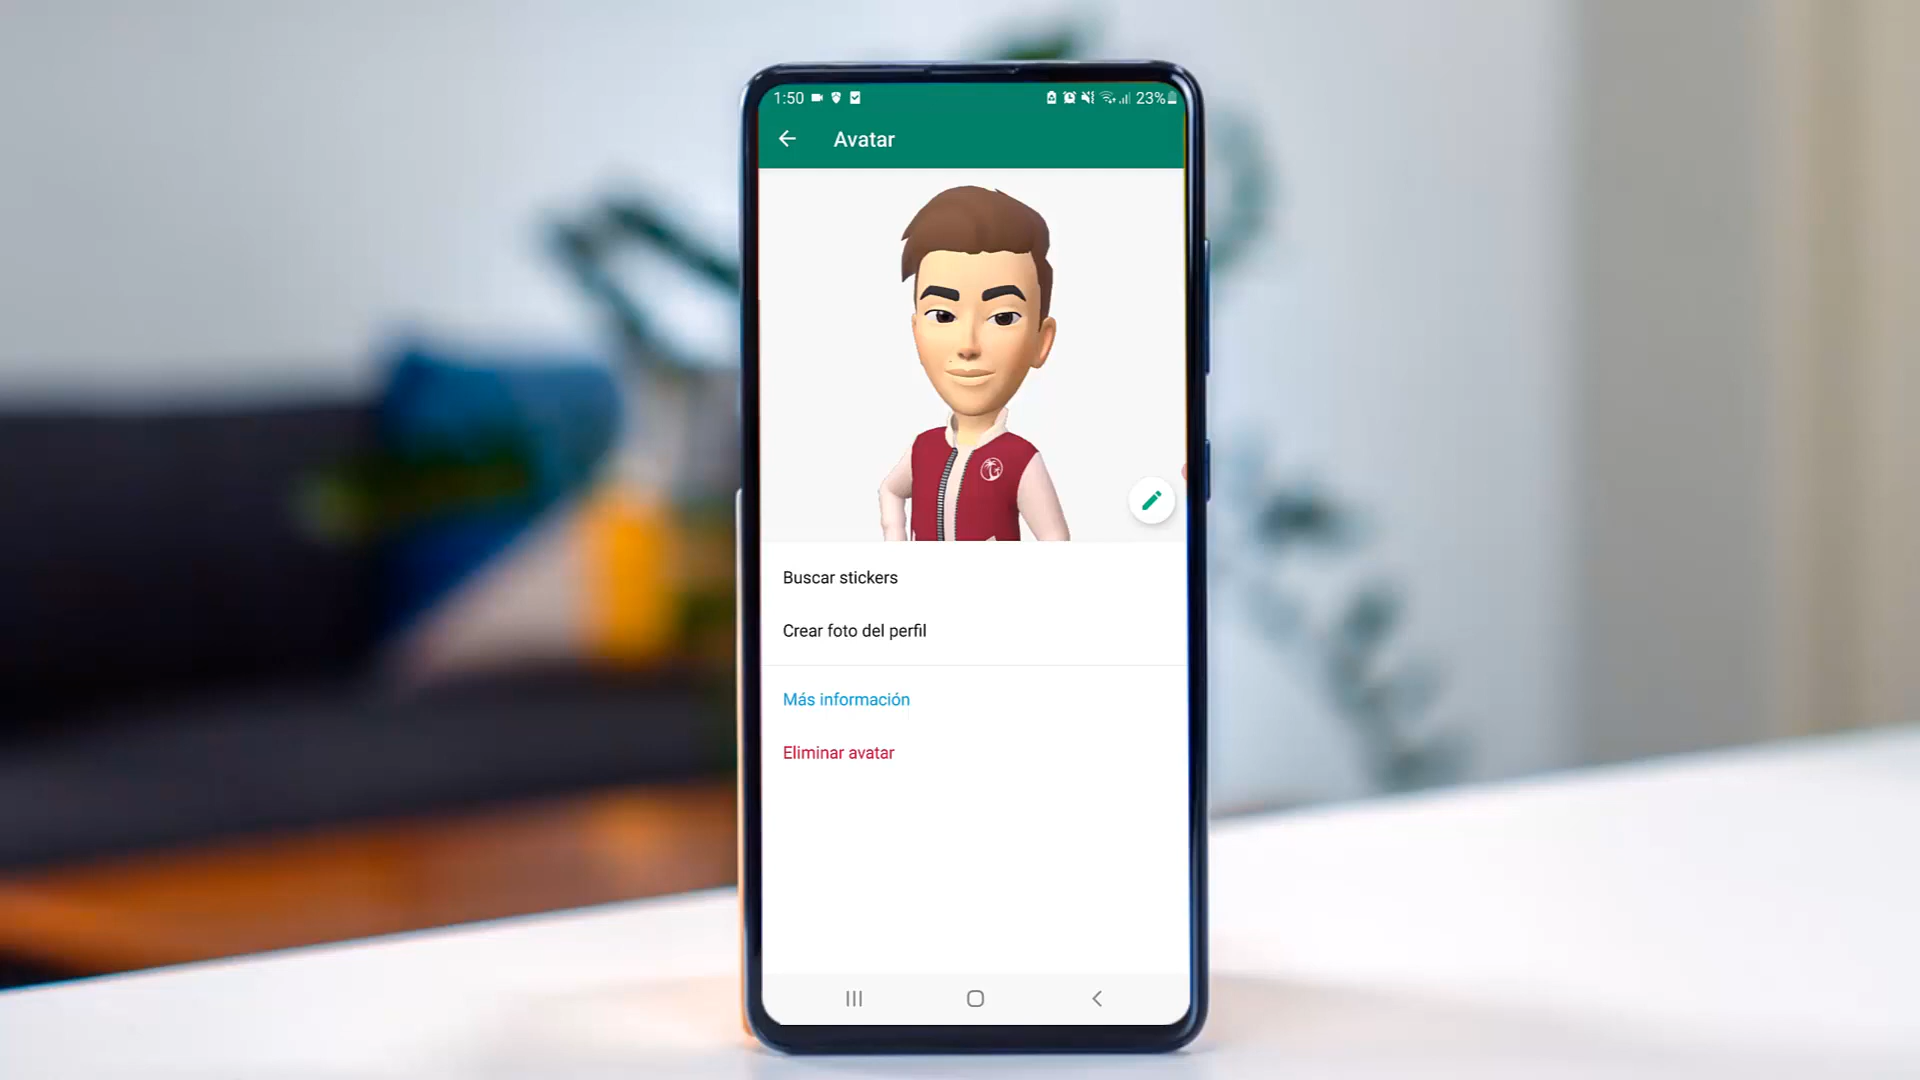 1:50 23%
Avatar
Buscar stickers
Crear foto del perfil
Más información
Eliminar avatar